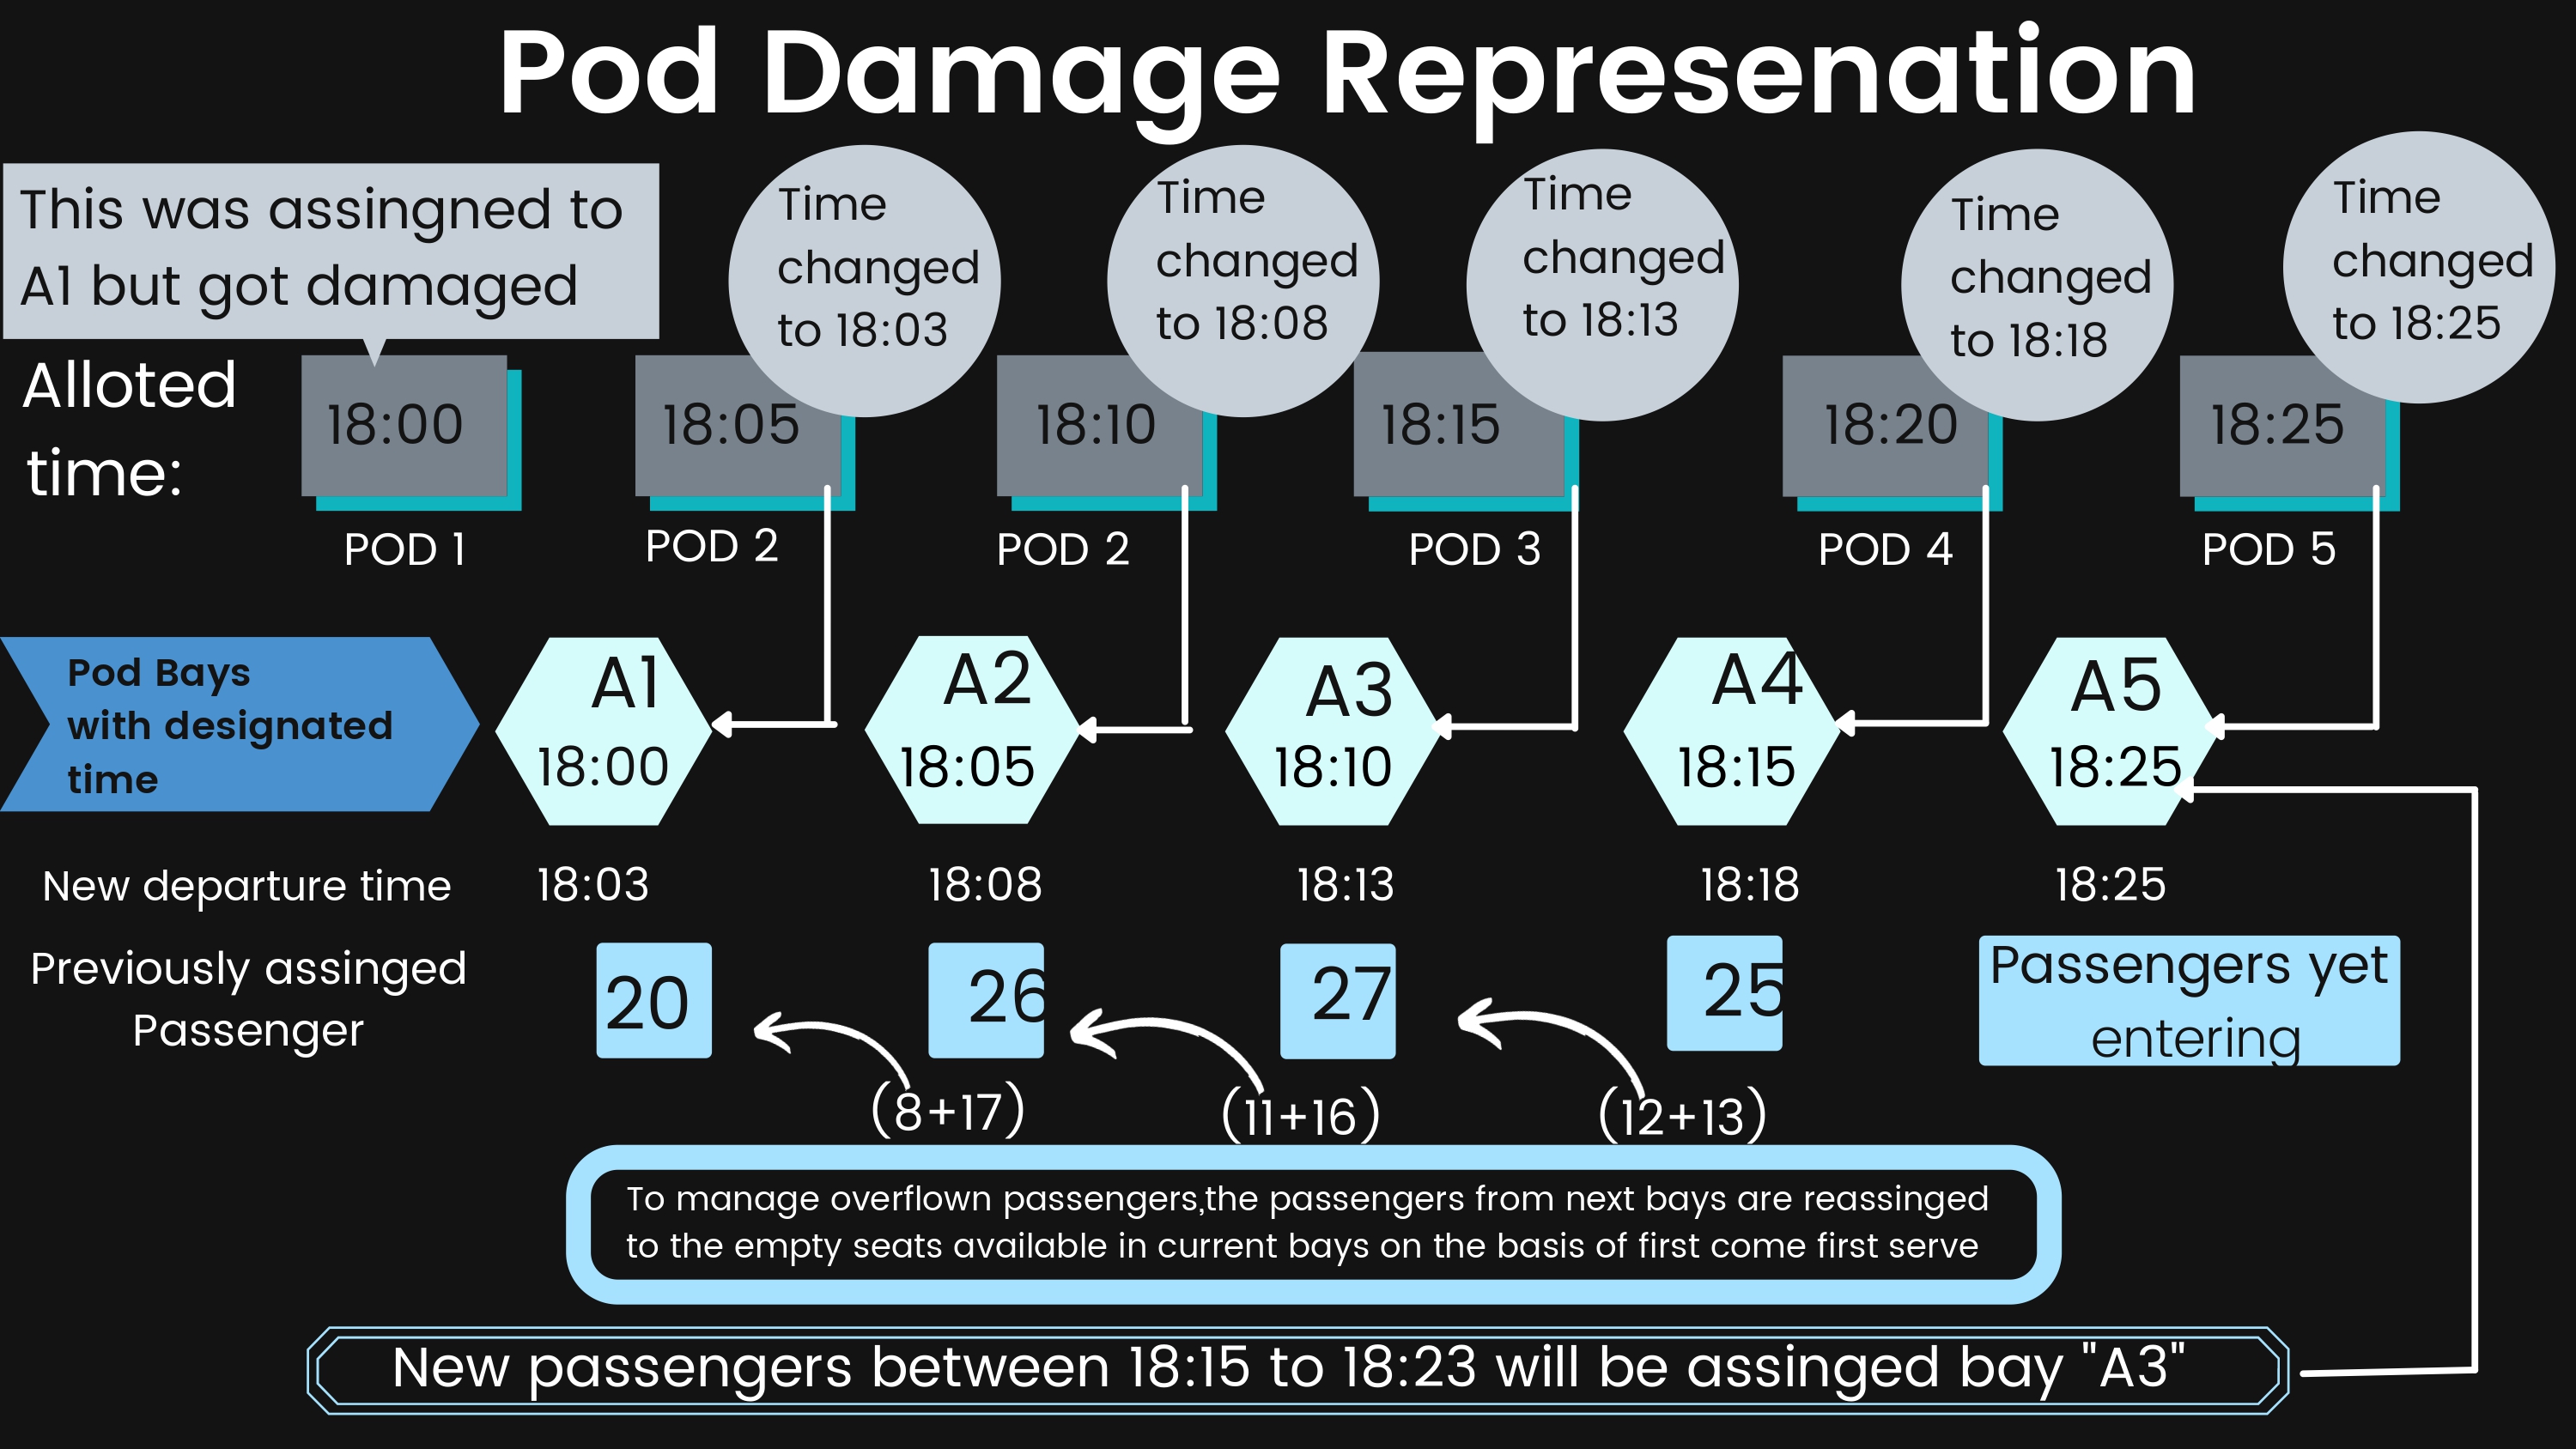 Pod Damage Represenation
This was assingned to
A1 but got damaged
Time
changed
to 18:03
Time
changed
to 18:08
Time
changed
to 18:13
Time
changed
to 18:18
Time
changed
to 18:25
Alloted
time:
18:00
18:05
18:10
18:15
18:20
18:25
POD 1
POD 2
POD 2
POD 3
POD 4
POD 5
Pod Bays
with designated
time
A1
18:00
A2
18:05
A3
18:10
A4
18:15
A5
18:25
New departure time
18:03
18:08
18:13
18:18
18:25
Previously assinged
Passenger
20
26
27
25
Passengers yet
entering
(8+17)
(11+16)
(12+13)
To manage overflown passengers,the passengers from next bays are reassinged
to the empty seats available in current bays on the basis of first come first serve
New passengers between 18:15 to 18:23 will be assinged bay "A3"